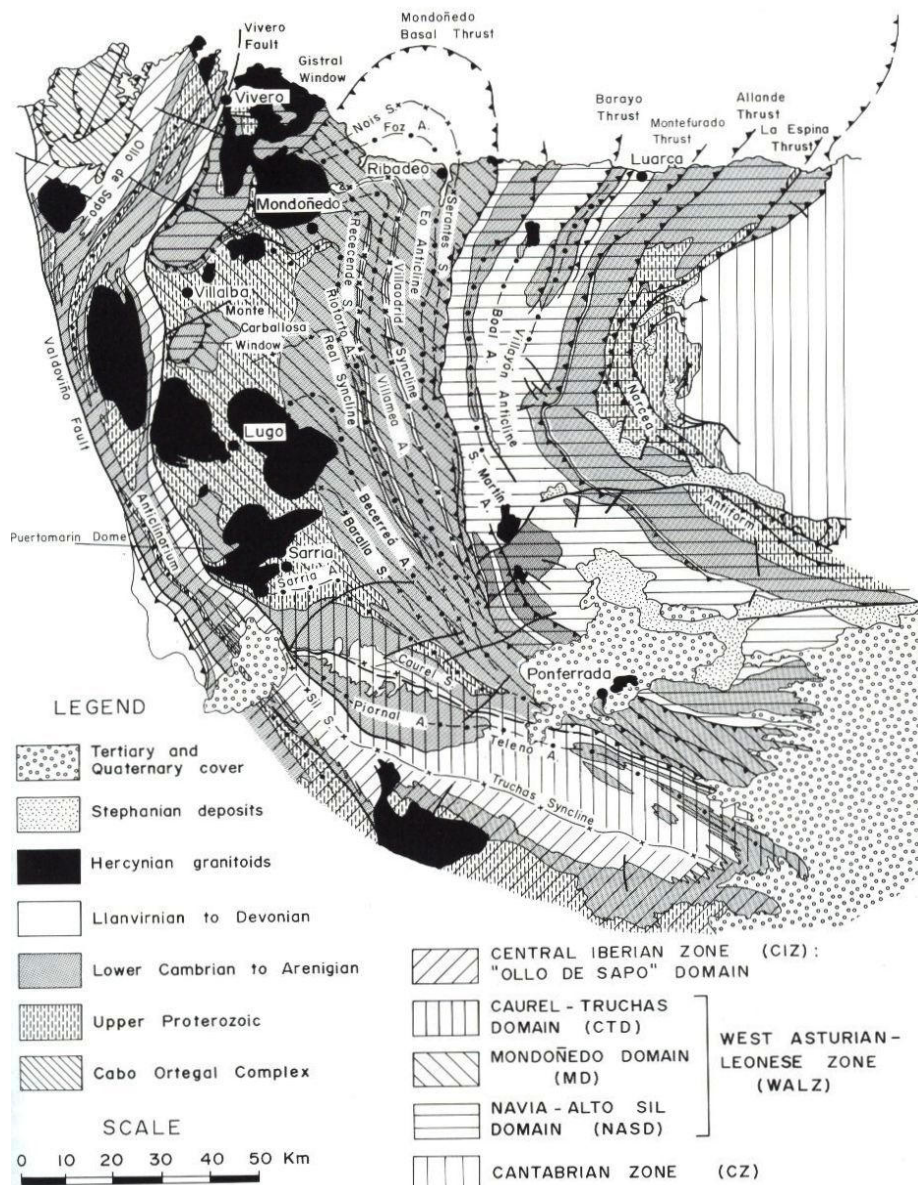 Vivero
Fault
Mondoñedo
Basal Thrust
Gistral
Window
Vivero
Barayo
Thrust
Montefurado
Thrust
Allande
Thrust
La Espina
Thrust
Nois S.
Foz A.
Ribadeo
Luarca
Ollo de Sapo
Mondoñedo
Rececende S.
Villaodrid Syncline
Eo Anticline
Serantes S.
Villalba
Monte
Carballosa
Window
Riotorto A.
Real Syncline
Villamea A.
Boal A.
Villayón Anticline
Narcea
Antiform
Valdoviño Fault
Lugo
S. Martín
A.
Anticlinorium
Puertomarin Dome
Becerreá A.
Baralla S.
Sarria
Sarria A.
Caurel S.
Ponferrada
Piornal A.
Sil S.
Teleno A.
Truchas Syncline
LEGEND
Tertiary and
Quaternary cover
Stephanian deposits
Hercynian granitoids
Llanvirnian to Devonian
Lower Cambrian to Arenigian
Upper Proterozoic
Cabo Ortegal Complex
SCALE
0 10 20 30 40 50 Km
CENTRAL IBERIAN ZONE (CIZ):
"OLLO DE SAPO" DOMAIN
CAUREL-TRUCHAS
DOMAIN (CTD)
MONDOÑEDO DOMAIN
(MD)
NAVIA-ALTO SIL
DOMAIN (NASD)
WEST ASTURIAN-
LEONESE ZONE
(WALZ)
CANTABRIAN ZONE (CZ)